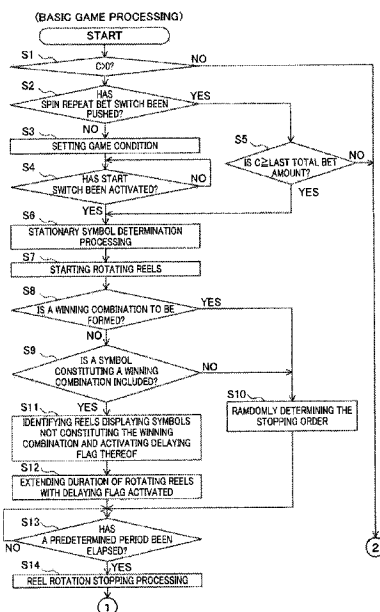 (BASIC GAME PROCESSING)
START
S1
C>0?
NO
S2
HAS
SPIN REPEAT BET SWITCH BEEN
PUSHED?
YES
NO
S3
SETTING GAME CONDITION
S5
IS C≧LAST TOTAL BET
AMOUNT?
NO
YES
S4
HAS START
SWITCH BEEN ACTIVATED?
NO
YES
S6
STATIONARY SYMBOL DETERMINATION
PROCESSING
S7
STARTING ROTATING REELS
S8
IS A WINNING COMBINATION TO BE
FORMED?
YES
NO
S9
IS A SYMBOL
CONSTITUTING A WINNING
COMBINATION INCLUDED?
NO
YES
S10
RANDOMLY DETERMINING THE
STOPPING ORDER
S11
IDENTIFYING REELS DISPLAYING SYMBOLS
NOT CONSTITUTING THE WINNING
COMBINATION AND ACTIVATING DELAYING
FLAG THEREOF
S12
EXTENDING DURATION OF ROTATING REELS
WITH DELAYING FLAG ACTIVATED
S13
HAS
A PREDETERMINED PERIOD BEEN
ELAPSED?
NO
YES
S14
REEL ROTATION STOPPING PROCESSING
1
2